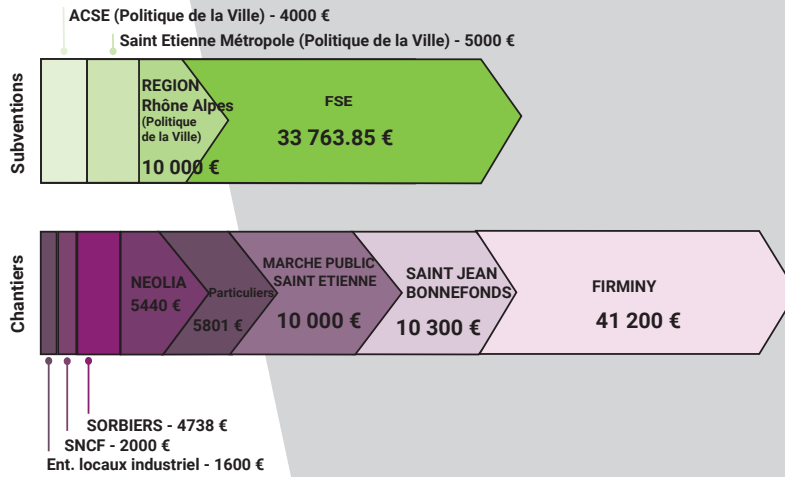 ACSE (Politique de la Ville) - 4000 €
Saint Etienne Métropole (Politique de la Ville) - 5000 €
Subventions
REGION
Rhône Alpes
(Politique
de la Ville)
10 000 €
FSE
33 763.85 €
Chantiers
NEOLIA
5440 €
Particuliers
5801 €
MARCHE PUBLIC
SAINT ETIENNE
10 000 €
SAINT JEAN
BONNEFONDS
10 300 €
FIRMINY
41 200 €
SORBIERS - 4738 €
SNCF - 2000 €
Ent. locaux industriel - 1600 €